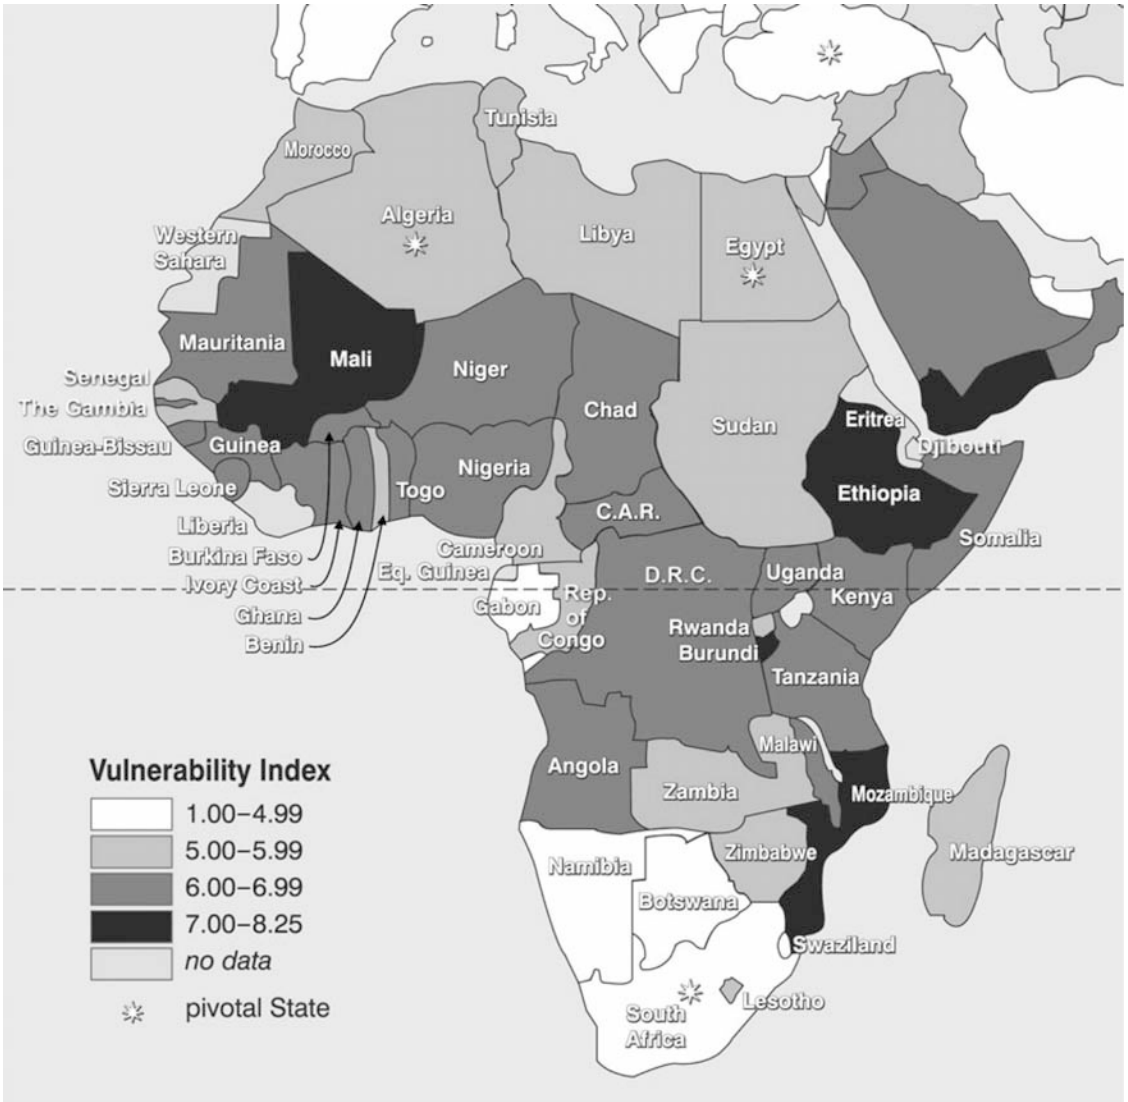 Tunisia
Morocco
Algeria
Libya
Egypt
Western
Sahara
Mauritania
Mali
Niger
Chad
Sudan
Eritrea
Djibouti
Senegal
The Gambia
Guinea-Bissau
Guinea
Nigeria
Togo
Ethiopia
Sierra Leone
Liberia
C.A.R.
Somalia
Burkina Faso
Cameroon
Ivory Coast
Eq. Guinea
D.R.C.
Uganda
Kenya
Ghana
Gabon
Rep.
of
Congo
Benin
Rwanda
Burundi
Tanzania
Malawi
Angola
Zambia
Mozambique
Zimbabwe
Madagascar
Namibia
Botswana
Swaziland
South
Africa
Lesotho
Vulnerability Index
1.00–4.99
5.00–5.99
6.00–6.99
7.00–8.25
no data
pivotal State